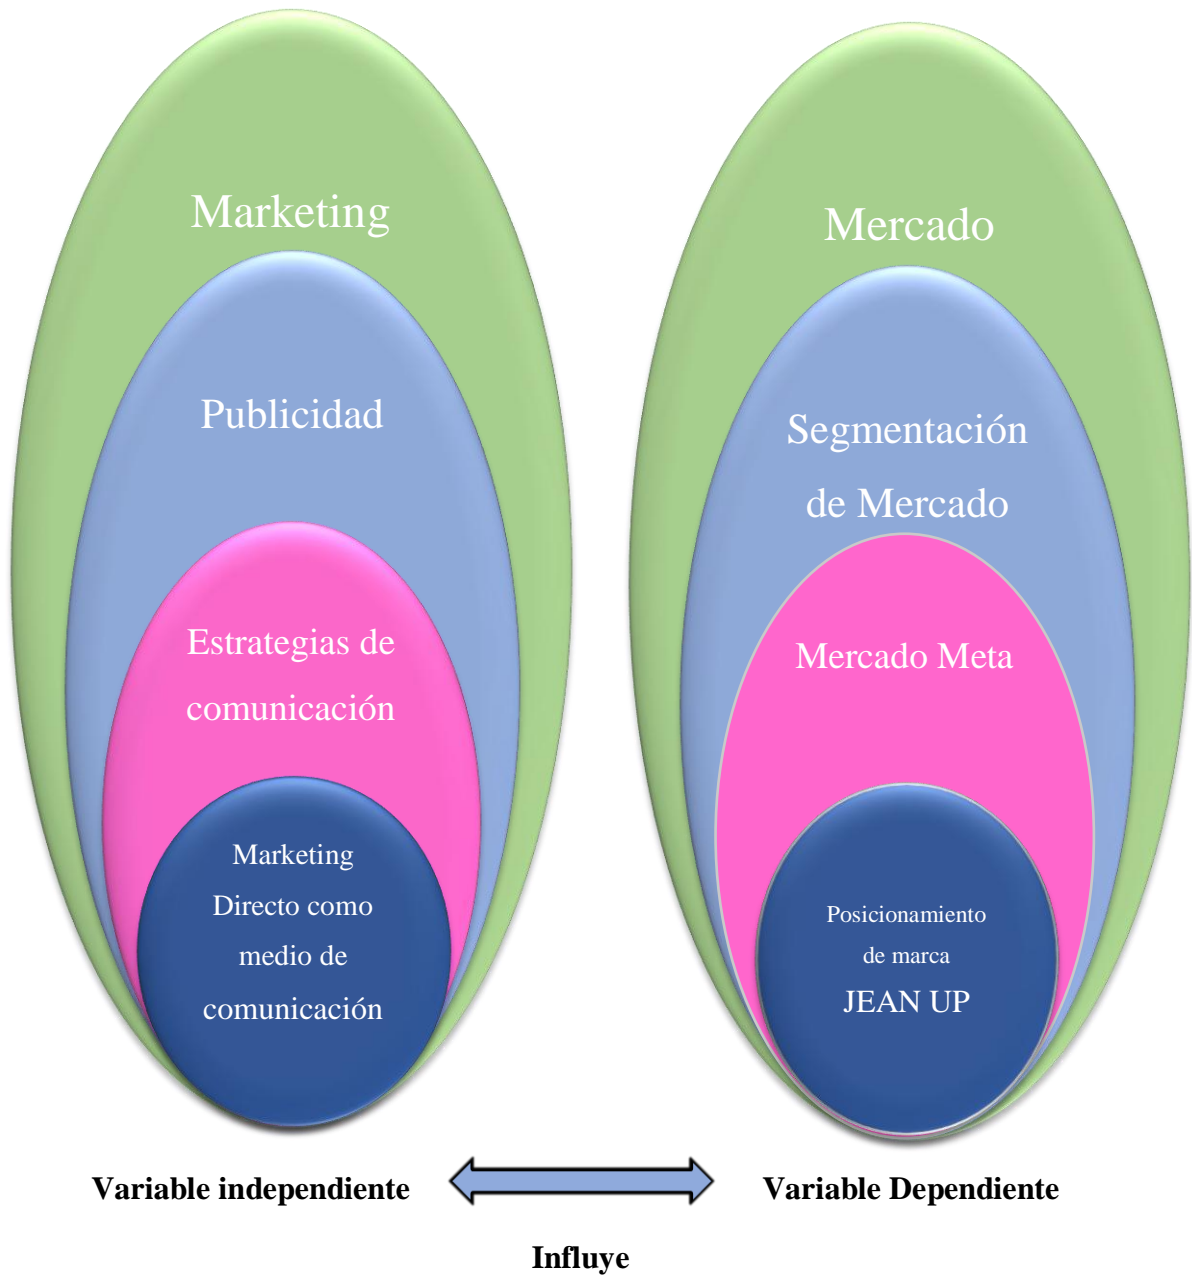 Marketing
Publicidad
Estrategias de
comunicación
Marketing
Directo como
medio de
comunicación
Mercado
Segmentación
de Mercado
Mercado Meta
Posicionamiento
de marca
JEAN UP
Variable independiente
Variable Dependiente
Influye